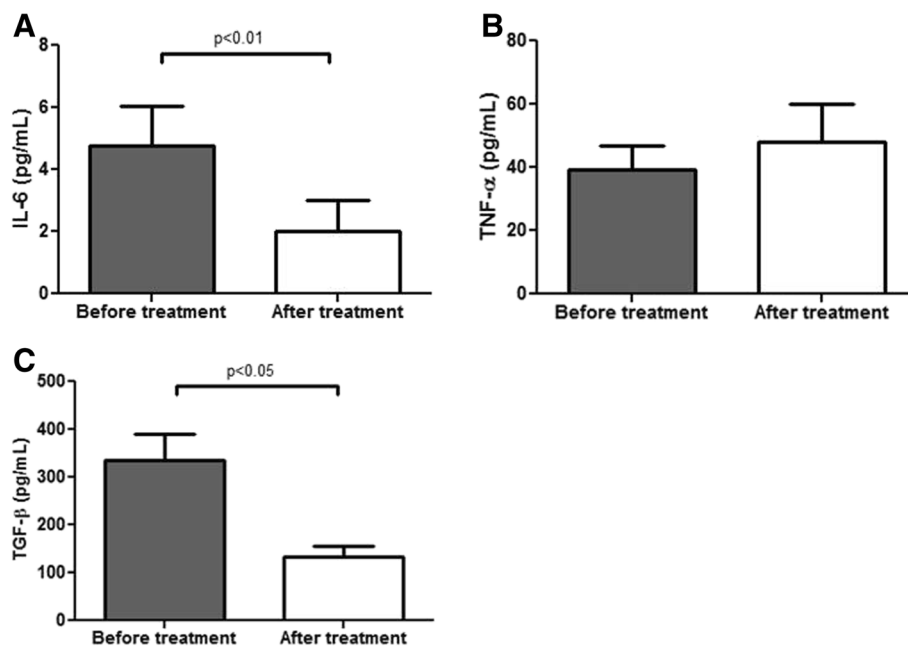 A
p<0.01
IL-6 (pg/mL)
8
6
4
2
0
Before treatment After treatment
B
TNF-α (pg/mL)
80
60
40
20
0
Before treatment After treatment
C
p<0.05
TGF-β (pg/mL)
500
400
300
200
100
0
Before treatment After treatment